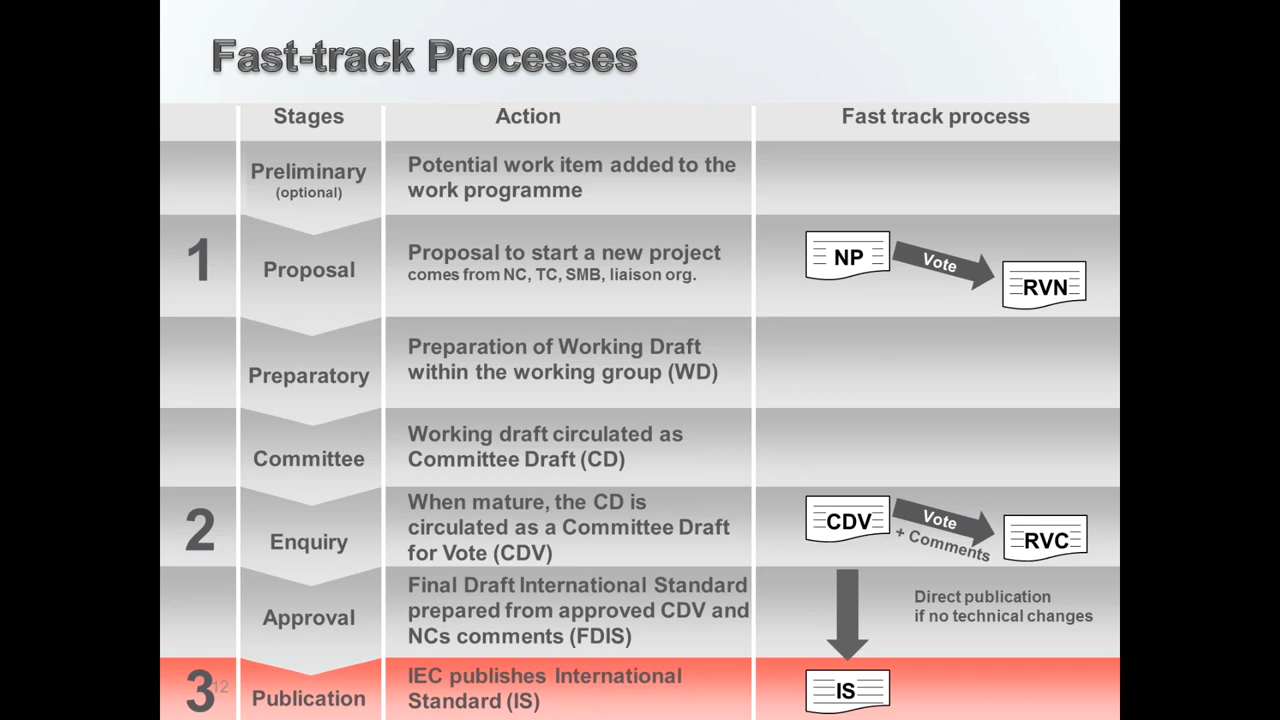 Fast-track Processes
Stages
Action
Fast track process
Preliminary
(optional)
Potential work item added to the
work programme
1
Proposal
Proposal to start a new project
comes from NC, TC, SMB, liaison org.
NP
Vote
RVN
Preparatory
Preparation of Working Draft
within the working group (WD)
Committee
Working draft circulated as
Committee Draft (CD)
2
Enquiry
When mature, the CD is
circulated as a Committee Draft
for Vote (CDV)
CDV
Vote
+ Comments
RVC
Approval
Final Draft International Standard
prepared from approved CDV and
NCs comments (FDIS)
Direct publication
if no technical changes
3
12
Publication
IEC publishes International
Standard (IS)
IS